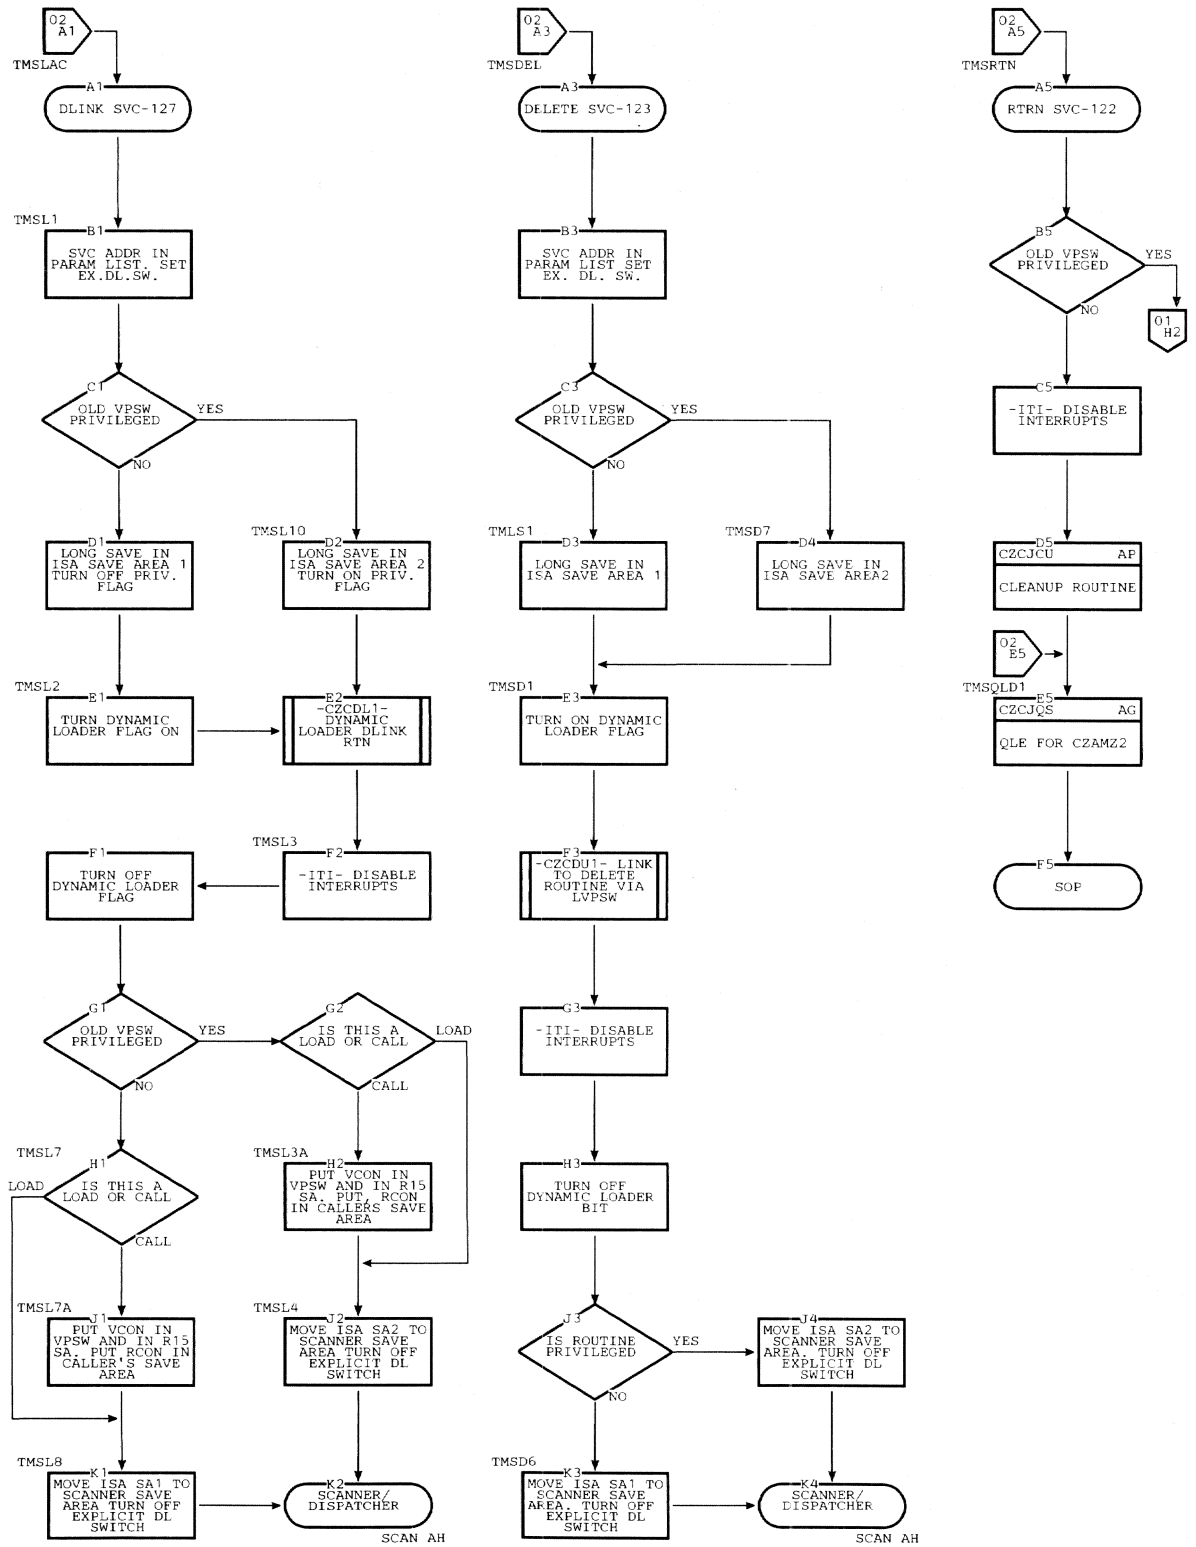 02
A1
TMSLAC
A1
DLINK SVC-127
TMSL1
B1
SVC ADDR IN
PARAM LIST. SET
EX.DL.SW.
C1
OLD VPSW
PRIVILEGED
YES
NO
D1
LONG SAVE IN
ISA SAVE AREA 1
TURN OFF PRIV.
FLAG
TMSL10
D2
LONG SAVE IN
ISA SAVE AREA 2
TURN ON PRIV.
FLAG
TMSL2
E1
TURN DYNAMIC
LOADER FLAG ON
E2
-CZCDL1-
DYNAMIC
LOADER DLINK
RTN
F1
TURN OFF
DYNAMIC LOADER
FLAG
TMSL3
F2
-ITI- DISABLE
INTERRUPTS
G1
OLD VPSW
PRIVILEGED
YES
NO
G2
IS THIS A
LOAD OR CALL
LOAD
CALL
TMSL7
H1
IS THIS A
LOAD OR CALL
LOAD
CALL
TMSL3A
H2
PUT VCON IN
VPSW AND IN R15
SA. PUT, RCON
IN CALLERS SAVE
AREA
TMSL7A
J1
PUT VCON IN
VPSW AND IN R15
SA. PUT RCON IN
CALLER'S SAVE
AREA
TMSL4
J2
MOVE ISA SA2 TO
SCANNER SAVE
AREA TURN OFF
EXPLICIT DL
SWITCH
TMSL8
K1
MOVE ISA SA1 TO
SCANNER SAVE
AREA TURN OFF
EXPLICIT DL
SWITCH
K2
SCANNER/
DISPATCHER
SCAN AH
02
A3
TMSDEL
A3
DELETE SVC-123
B3
SVC ADDR IN
PARAM LIST SET
EX. DL. SW.
C3
OLD VPSW
PRIVILEGED
YES
NO
TMLS1
D3
LONG SAVE IN
ISA SAVE AREA 1
TMSD7
D4
LONG SAVE IN
ISA SAVE AREA2
TMSD1
E3
TURN ON DYNAMIC
LOADER FLAG
F3
-CZCDU1- LINK
TO DELETE
ROUTINE VIA
LVPSW
G3
-ITI- DISABLE
INTERRUPTS
H3
TURN OFF
DYNAMIC LOADER
BIT
J3
IS ROUTINE
PRIVILEGED
YES
NO
J4
MOVE ISA SA2 TO
SCANNER SAVE
AREA. TURN OFF
EXPLICIT DL
SWITCH
TMSD6
K3
MOVE ISA SA1 TO
SCANNER SAVE
AREA. TURN OFF
EXPLICIT DL
SWITCH
K4
SCANNER/
DISPATCHER
SCAN AH
02
A5
TMSRTN
A5
RTRN SVC-122
B5
OLD VPSW
PRIVILEGED
YES
NO
01
H2
C5
-ITI- DISABLE
INTERRUPTS
D5
CZCJCU AP
CLEANUP ROUTINE
02
E5
TMSQLD1
E5
CZCJQS AG
QLE FOR CZAMZ2
F5
SOP